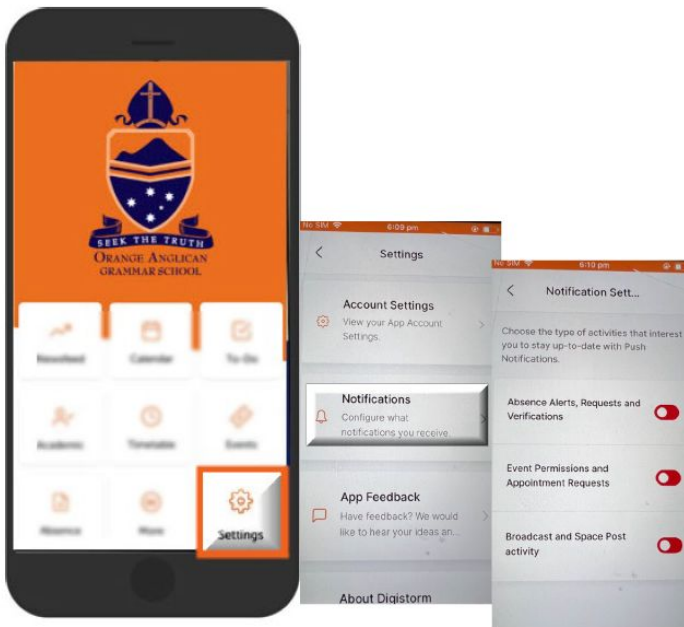 SEEK THE TRUTH
ORANGE ANGLICAN
GRAMMAR SCHOOL
Newsfeed
Calendar
To-Do
Academic
Timetable
Events
Absence
More
Settings
No SIM
6:09 pm
Settings
Account Settings
View your App Account
Settings.
Notifications
Configure what
notifications you receive.
App Feedback
Have feedback? We would
like to hear your ideas an...
About Digistorm
No SIM
6:10 pm
Notification Sett...
Choose the type of activities that interest
you to stay up-to-date with Push
Notifications.
Absence Alerts, Requests and
Verifications
Event Permissions and
Appointment Requests
Broadcast and Space Post
activity